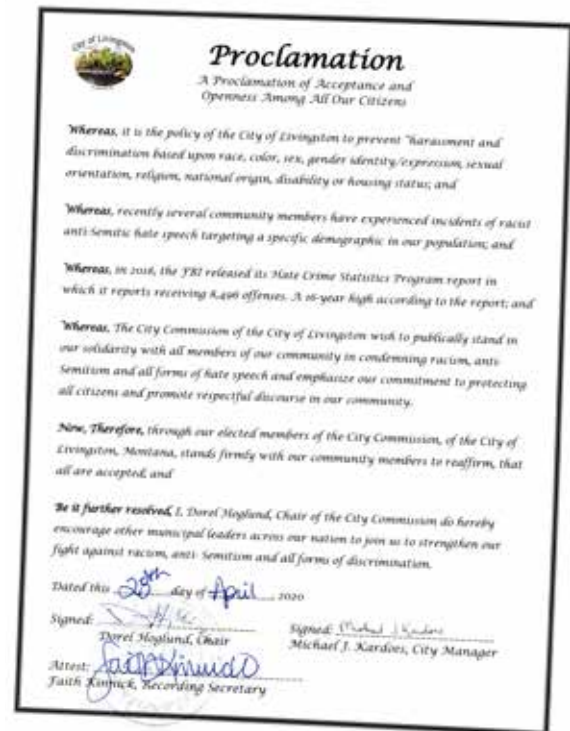 City of Livingston
Proclamation
A Proclamation of Acceptance and
Openness Among All Our Citizens
Whereas, it is the policy of the City of Livingston to prevent "harassment and
discrimination based upon race, color, sex, gender identity/expression, sexual
orientation, religion, national origin, disability or housing status; and
Whereas, recently several community members have experienced incidents of racist
anti-Semitic hate speech targeting a specific demographic in our population; and
Whereas, in 2018, the FBI released its Hate Crime Statistics Program report in
which it reports receiving 8,496 offenses. A 16-year high according to the report; and
Whereas, The City Commission of the City of Livingston wish to publically stand in
our solidarity with all members of our community in condemning racism, anti-
Semitism and all forms of hate speech and emphasize our commitment to protecting
all citizens and promote respectful discourse in our community.
Now, Therefore, through our elected members of the City Commission, of the City of
Livingston, Montana, stands firmly with our community members to reaffirm, that
all are accepted, and
Be it further resolved, I, Dorel Hoglund, Chair of the City Commission do hereby
encourage other municipal leaders across our nation to join us to strengthen our
fight against racism, anti- Semitism and all forms of discrimination.
Dated this 28th day of April, 2020
Signed:
Dorel Hoglund, Chair
Signed: Michael J Kardoes
Michael J. Kardoes, City Manager
Attest: Faith Kinnick
Faith Kinnick, Recording Secretary